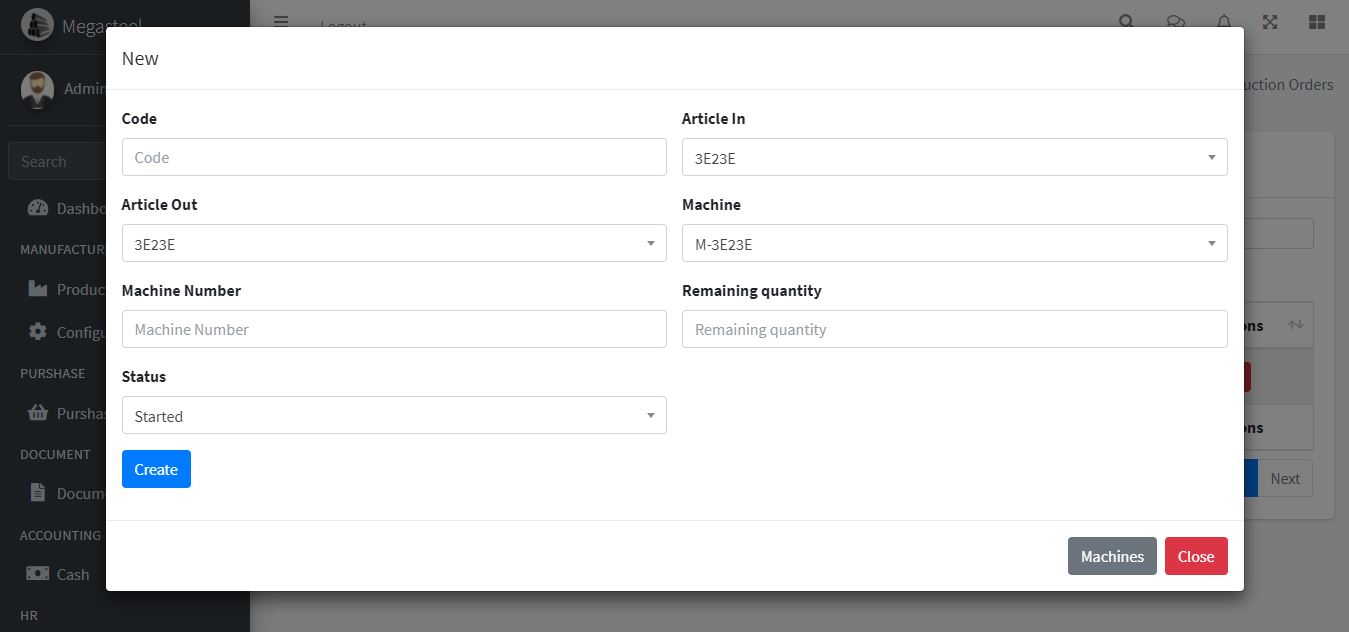 Logout
Admin
uction Orders
Search
Dashbo
MANUFACTUR
Produc
Configu
PURSHASE
Pursha
DOCUMENT
Docum
ACCOUNTING
Cash
HR
New
Code
Article In
Code
3E23E
Article Out
Machine
3E23E
M-3E23E
Machine Number
Remaining quantity
Machine Number
Remaining quantity
Status
Started
Create
Machines
Close
ons
ons
Next